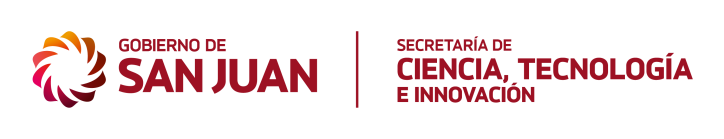 GOBIERNO DE
SAN JUAN
SECRETARÍA DE
CIENCIA, TECNOLOGÍA
E INNOVACIÓN